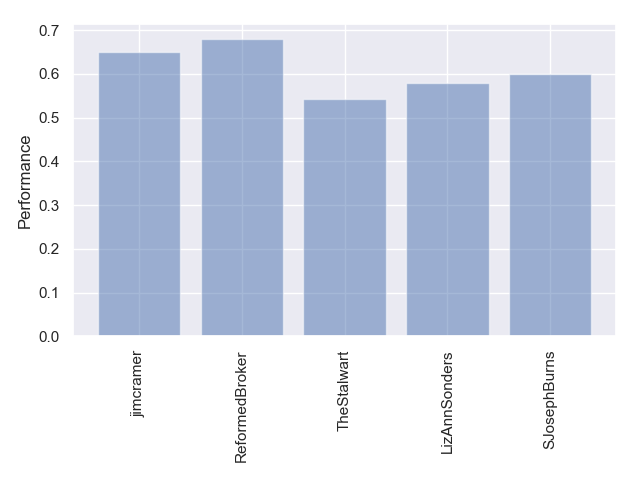 0.7
0.6
0.5
0.4
0.3
0.2
0.1
0.0
Performance
jimcramer
ReformedBroker
TheStalwart
LizAnnSonders
SJosephBurns